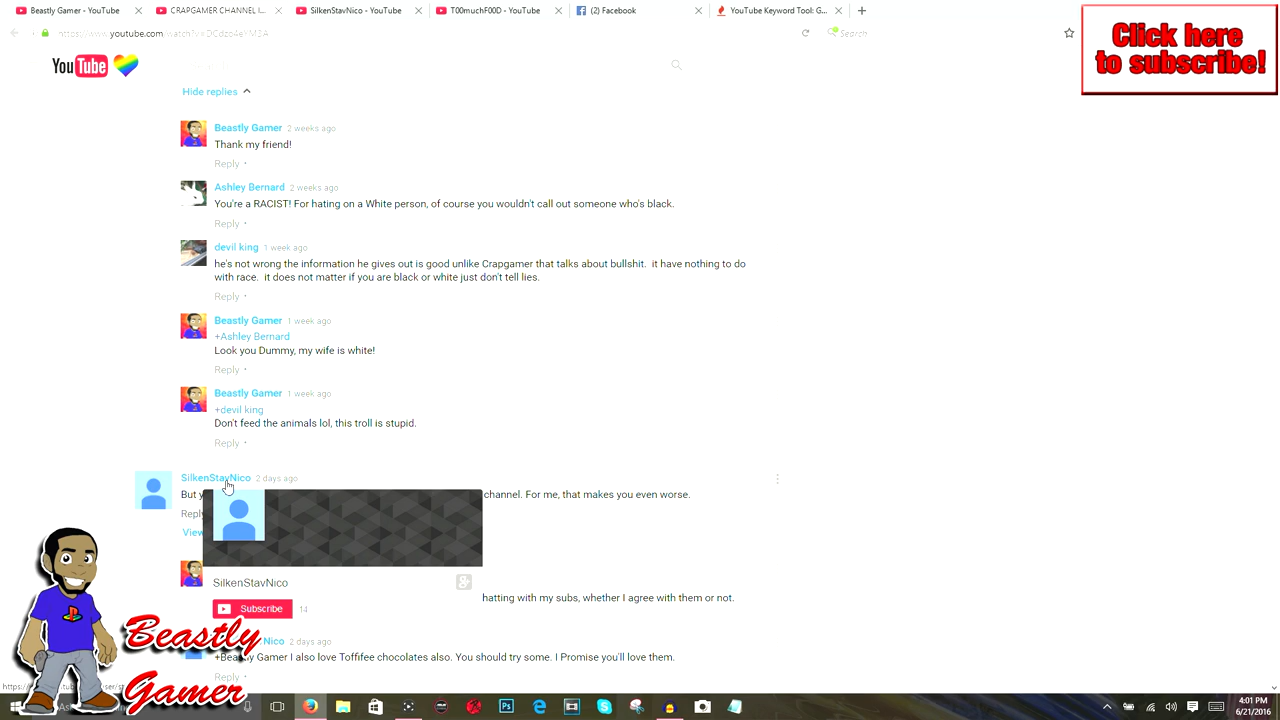 Beastly Gamer - YouTube
CRAPGAMER CHANNEL I...
SilkenStavNico - YouTube
T00muchF00D - YouTube
(2) Facebook
YouTube Keyword Tool: G...
Search
Click here
to subscribe!
YouTube
Hide replies
Beastly Gamer 2 weeks ago
Thank my friend!
Reply
Ashley Bernard 2 weeks ago
You're a RACIST! For hating on a White person, of course you wouldn't call out someone who's black.
Reply
devil king 1 week ago
he's not wrong the information he gives out is good unlike Crapgamer that talks about bullshit. it have nothing to do
with race. it does not matter if you are black or white just don't tell lies.
Reply
Beastly Gamer 1 week ago
+Ashley Bernard
Look you Dummy, my wife is white!
Reply
Beastly Gamer 1 week ago
+devil king
Don't feed the animals lol, this troll is stupid.
Reply
SilkenStavNico 2 days ago
But channel. For me, that makes you even worse.
Reply
View
SilkenStavNico
hatting with my subs, whether I agree with them or not.
Subscribe 14
Nico 2 days ago
+Beastly Gamer I also love Toffifee chocolates also. You should try some. I Promise you'll love them.
Reply
Beastly
Gamer
4:01 PM
6/21/2016